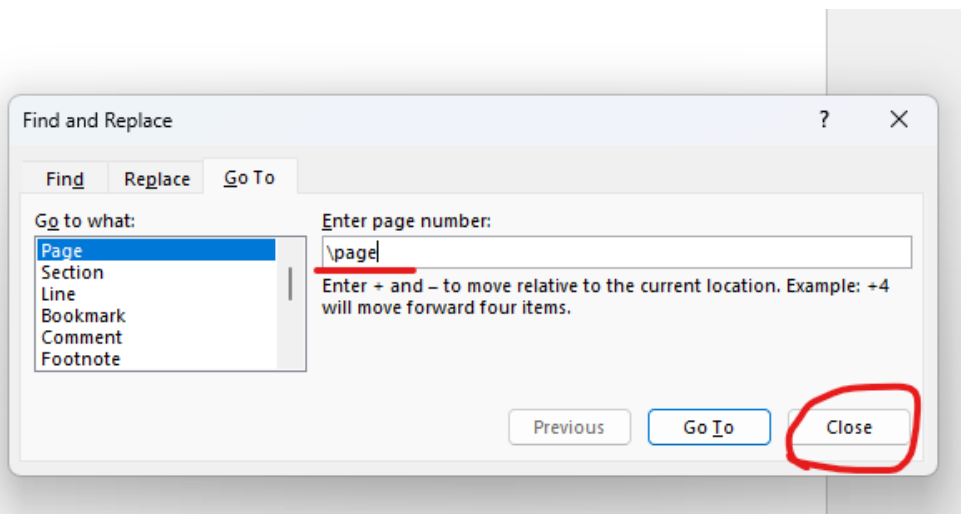 Find and Replace ?
Find Replace Go To
Go to what:
Page
Section
Line
Bookmark
Comment
Footnote
Enter page number:
\page
Enter + and – to move relative to the current location. Example: +4
will move forward four items.
Previous Go To Close